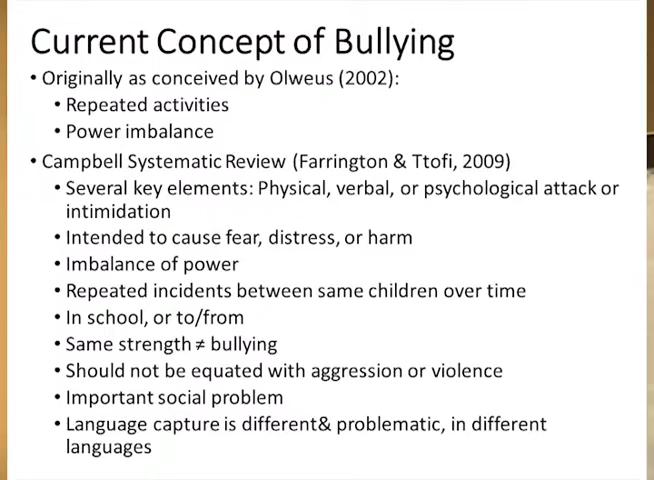 Current Concept of Bullying
• Originally as conceived by Olweus (2002):
• Repeated activities
• Power imbalance
• Campbell Systematic Review (Farrington & Ttofi, 2009)
• Several key elements: Physical, verbal, or psychological attack or
intimidation
• Intended to cause fear, distress, or harm
• Imbalance of power
• Repeated incidents between same children over time
• In school, or to/from
• Same strength ≠ bullying
• Should not be equated with aggression or violence
• Important social problem
• Language capture is different& problematic, in different
languages